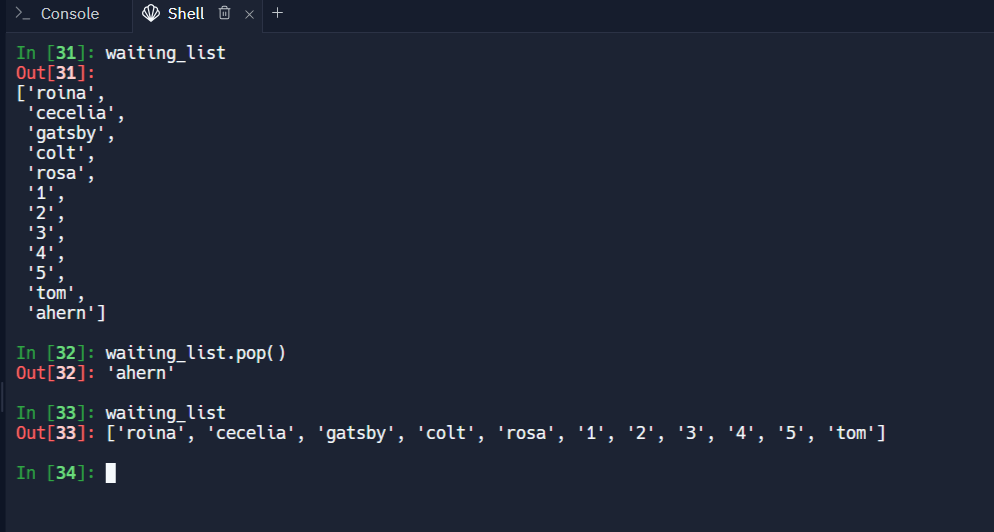 Console Shell
In [31]: waiting_list
Out[31]:
['roina',
 'cecelia',
 'gatsby',
 'colt',
 'rosa',
 '1',
 '2',
 '3',
 '4',
 '5',
 'tom',
 'ahern']
In [32]: waiting_list.pop()
Out[32]: 'ahern'
In [33]: waiting_list
Out[33]: ['roina', 'cecelia', 'gatsby', 'colt', 'rosa', '1', '2', '3', '4', '5', 'tom']
In [34]: